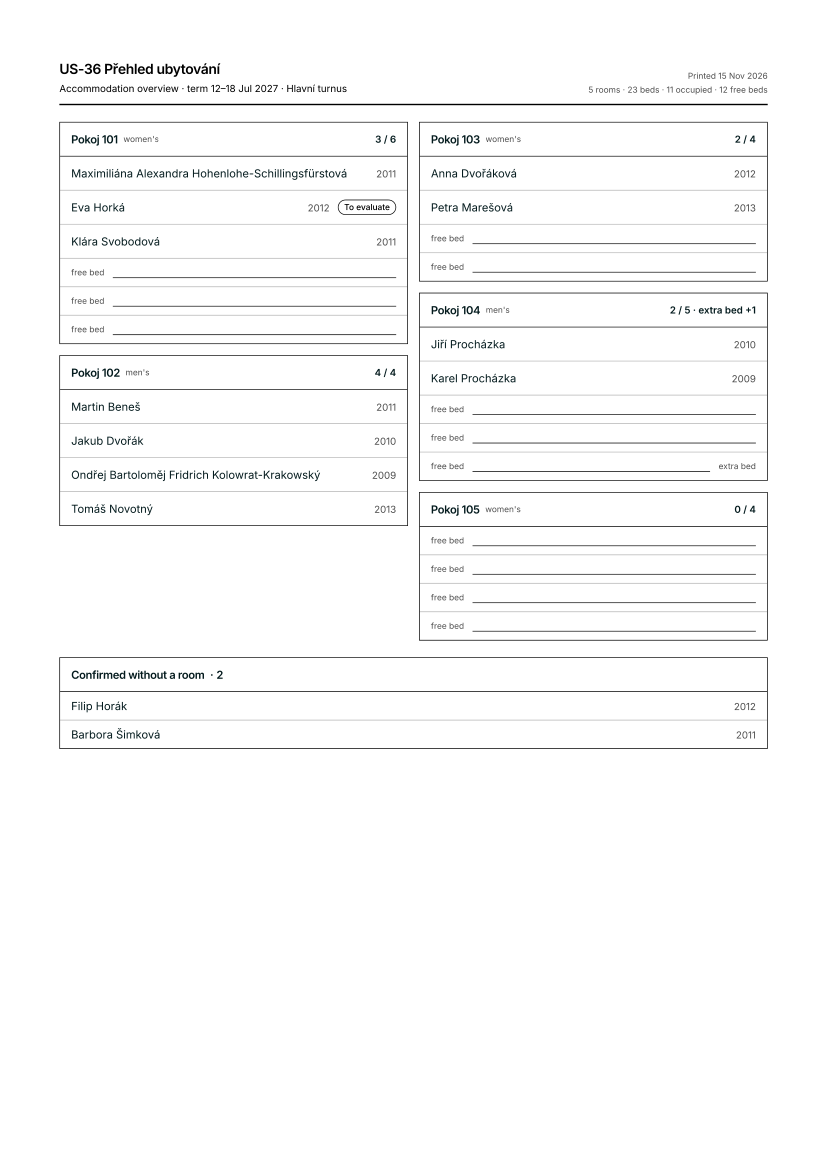 US-36 Přehled ubytování
Accommodation overview · term 12–18 Jul 2027 · Hlavní turnus
Printed 15 Nov 2026
5 rooms · 23 beds · 11 occupied · 12 free beds
Pokoj 101 women's 3 / 6
Maximiliána Alexandra Hohenlohe-Schillingsfürstová 2011
Eva Horká 2012 To evaluate
Klára Svobodová 2011
free bed
free bed
free bed
Pokoj 102 men's 4 / 4
Martin Beneš 2011
Jakub Dvořák 2010
Ondřej Bartoloměj Fridrich Kolowrat-Krakowský 2009
Tomáš Novotný 2013
Pokoj 103 women's 2 / 4
Anna Dvořáková 2012
Petra Marešová 2013
free bed
free bed
Pokoj 104 men's 2 / 5 · extra bed +1
Jiří Procházka 2010
Karel Procházka 2009
free bed
free bed
free bed extra bed
Pokoj 105 women's 0 / 4
free bed
free bed
free bed
free bed
Confirmed without a room · 2
Filip Horák 2012
Barbora Šimková 2011